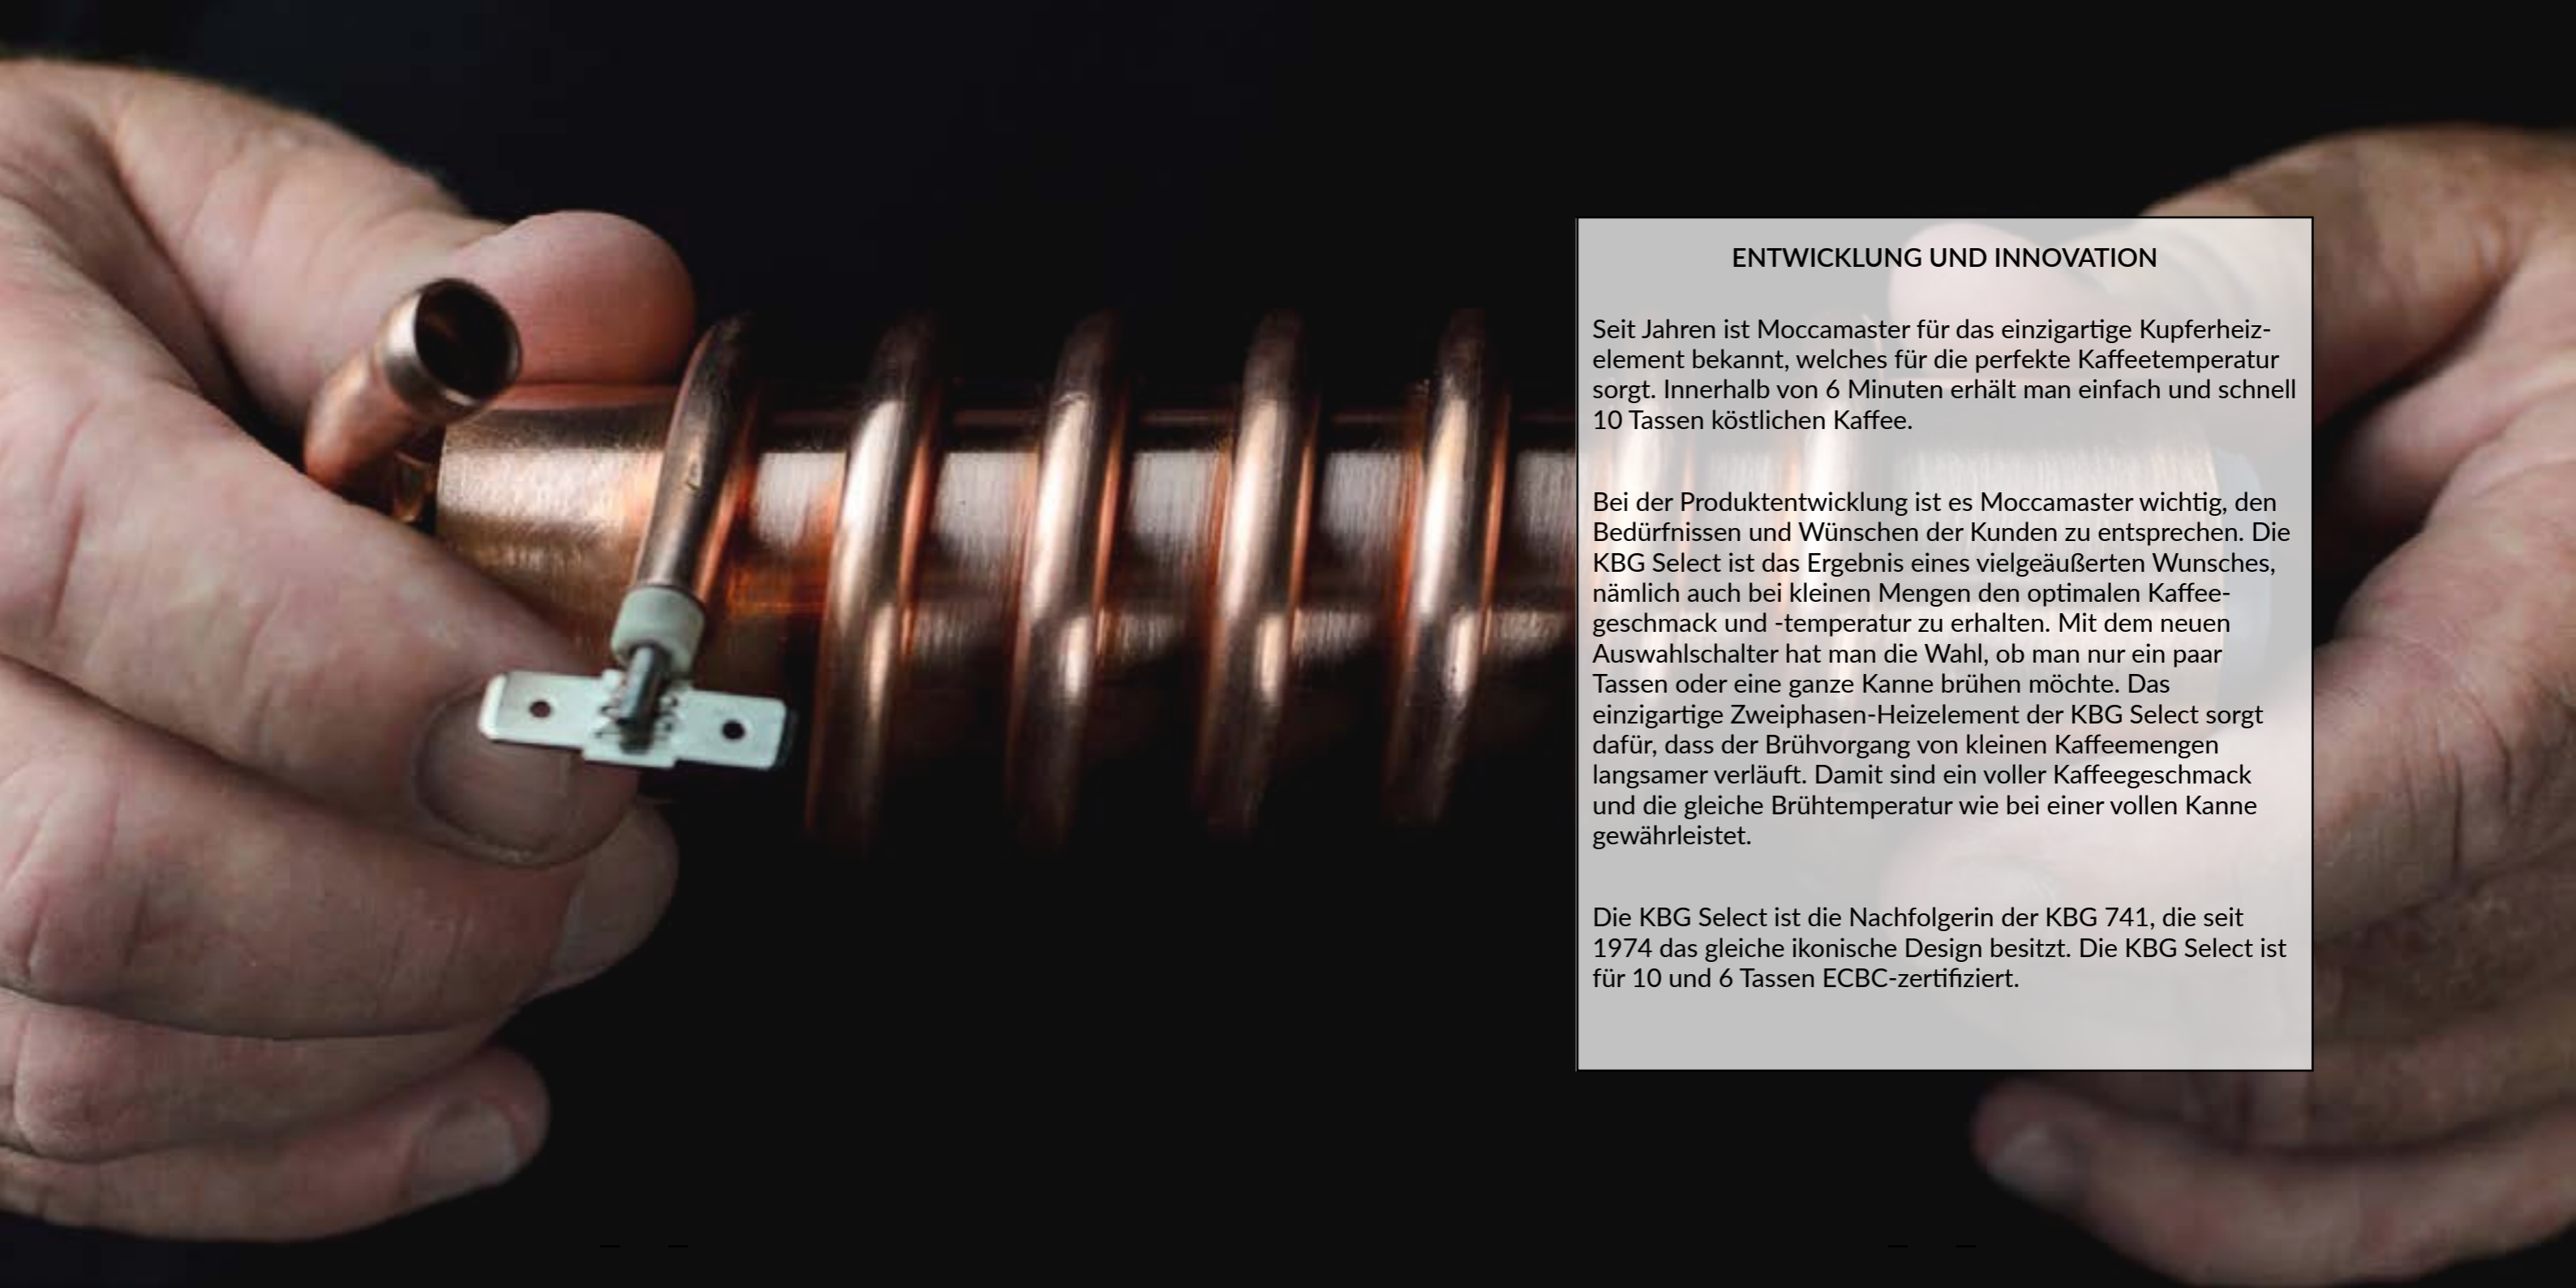 ENTWICKLUNG UND INNOVATION
Seit Jahren ist Moccamaster für das einzigartige Kupferheiz-
element bekannt, welches für die perfekte Kaffeetemperatur
sorgt. Innerhalb von 6 Minuten erhält man einfach und schnell
10 Tassen köstlichen Kaffee.
Bei der Produktentwicklung ist es Moccamaster wichtig, den
Bedürfnissen und Wünschen der Kunden zu entsprechen. Die
KBG Select ist das Ergebnis eines vielgeäußerten Wunsches,
nämlich auch bei kleinen Mengen den optimalen Kaffee-
geschmack und -temperatur zu erhalten. Mit dem neuen
Auswahlschalter hat man die Wahl, ob man nur ein paar
Tassen oder eine ganze Kanne brühen möchte. Das
einzigartige Zweiphasen-Heizelement der KBG Select sorgt
dafür, dass der Brühvorgang von kleinen Kaffeemengen
langsamer verläuft. Damit sind ein voller Kaffeegeschmack
und die gleiche Brühtemperatur wie bei einer vollen Kanne
gewährleistet.
Die KBG Select ist die Nachfolgerin der KBG 741, die seit
1974 das gleiche ikonische Design besitzt. Die KBG Select ist
für 10 und 6 Tassen ECBC-zertifiziert.